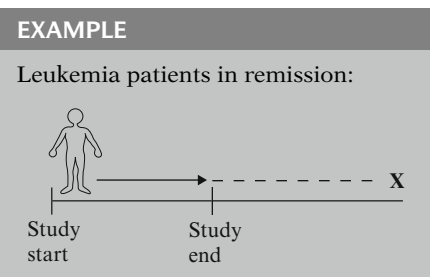 EXAMPLE
Leukemia patients in remission:
X
Study Study
start end